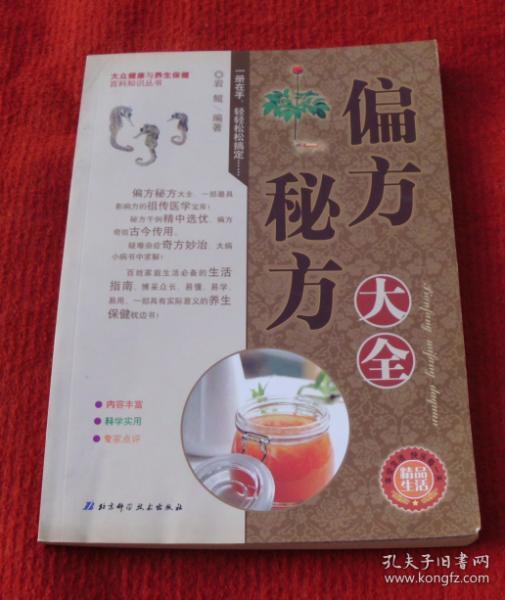 大众健康与养生保健
百科知识丛书
一册在手，轻轻松松搞定……
编著
偏方
秘方
大全
偏方秘方大全，一部最具
影响力的祖传医学宝库！
秘方千例精中选优，偏方
奇验古今传用。
疑难杂症奇方妙治，大病
小病书中求解！
百姓家庭生活必备的生活
指南，博采众长、易懂、易学、
易用，一部具有实际意义的养生
保健枕边书！
Pianfang mifang daquan
● 内容丰富
● 科学实用
● 专家点评
精品
生活
北京科学技术出版社
孔夫子旧书网
www.kongfz.com